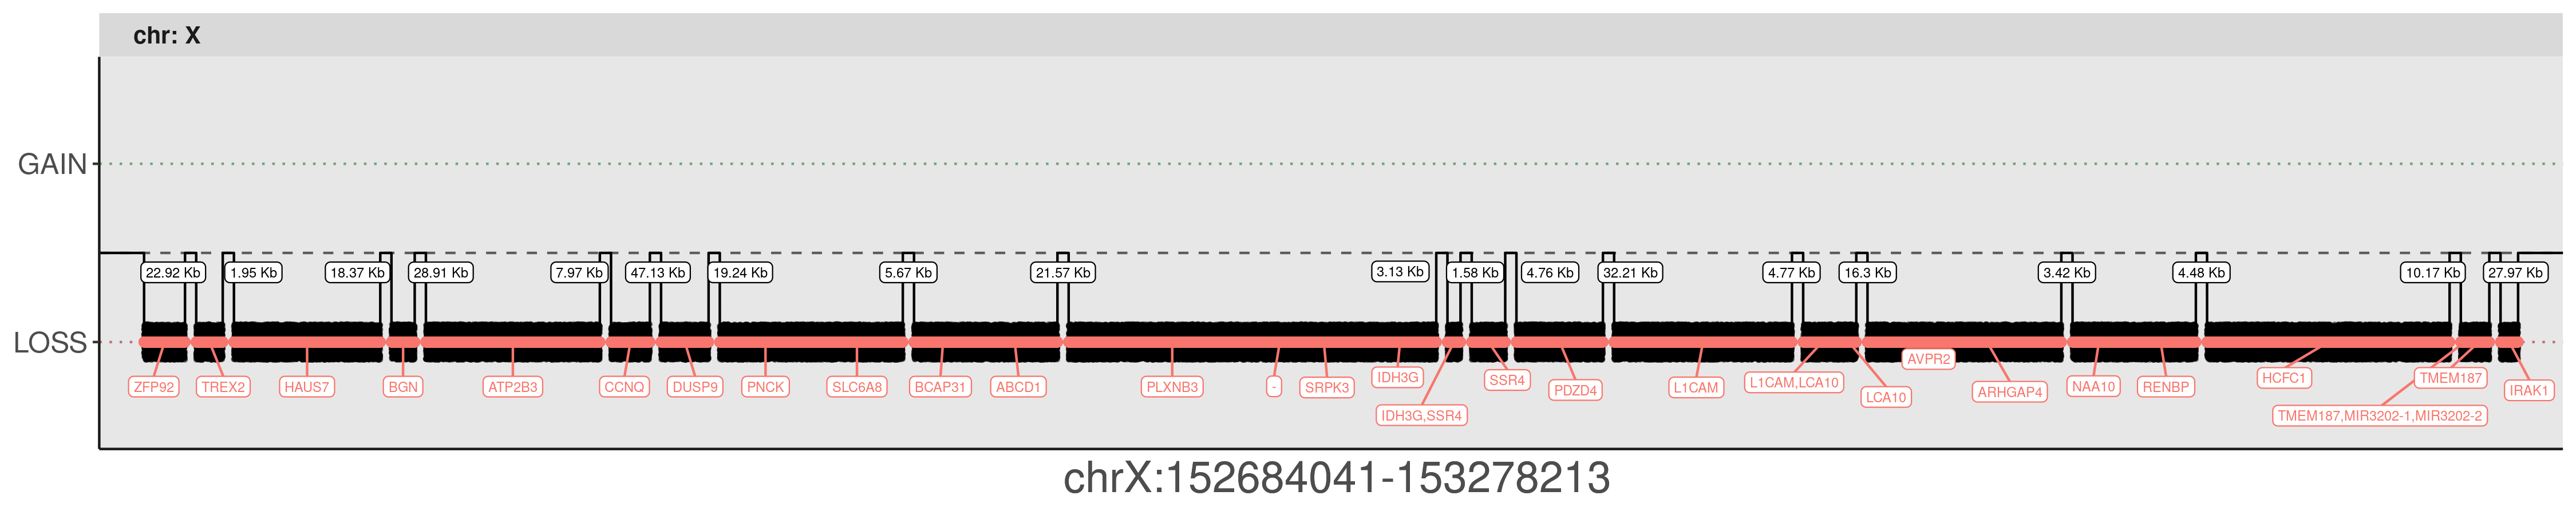 chr: X
GAIN
22.92 Kb
1.95 Kb
18.37 Kb
28.91 Kb
7.97 Kb
47.13 Kb
19.24 Kb
5.67 Kb
21.57 Kb
3.13 Kb
1.58 Kb
4.76 Kb
32.21 Kb
4.77 Kb
16.3 Kb
3.42 Kb
4.48 Kb
10.17 Kb
27.97 Kb
LOSS
ZFP92
TREX2
HAUS7
BGN
ATP2B3
CCNQ
DUSP9
PNCK
SLC6A8
BCAP31
ABCD1
PLXNB3
-
SRPK3
IDH3G
IDH3G,SSR4
SSR4
PDZD4
L1CAM
L1CAM,LCA10
LCA10
AVPR2
ARHGAP4
NAA10
RENBP
HCFC1
TMEM187
TMEM187,MIR3202-1,MIR3202-2
IRAK1
chrX:152684041-153278213